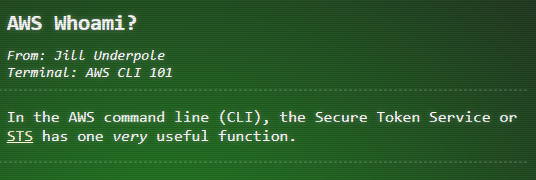 AWS Whoami?
From: Jill Underpole
Terminal: AWS CLI 101
In the AWS command line (CLI), the Secure Token Service or
STS has one very useful function.